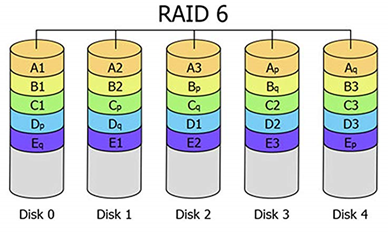 RAID 6
A1 A2 A3 Ap Aq
B1 B2 Bp Bq B3
C1 Cp Cq C2 C3
Dp Dq D1 D2 D3
Eq E1 E2 E3 Ep
Disk 0 Disk 1 Disk 2 Disk 3 Disk 4